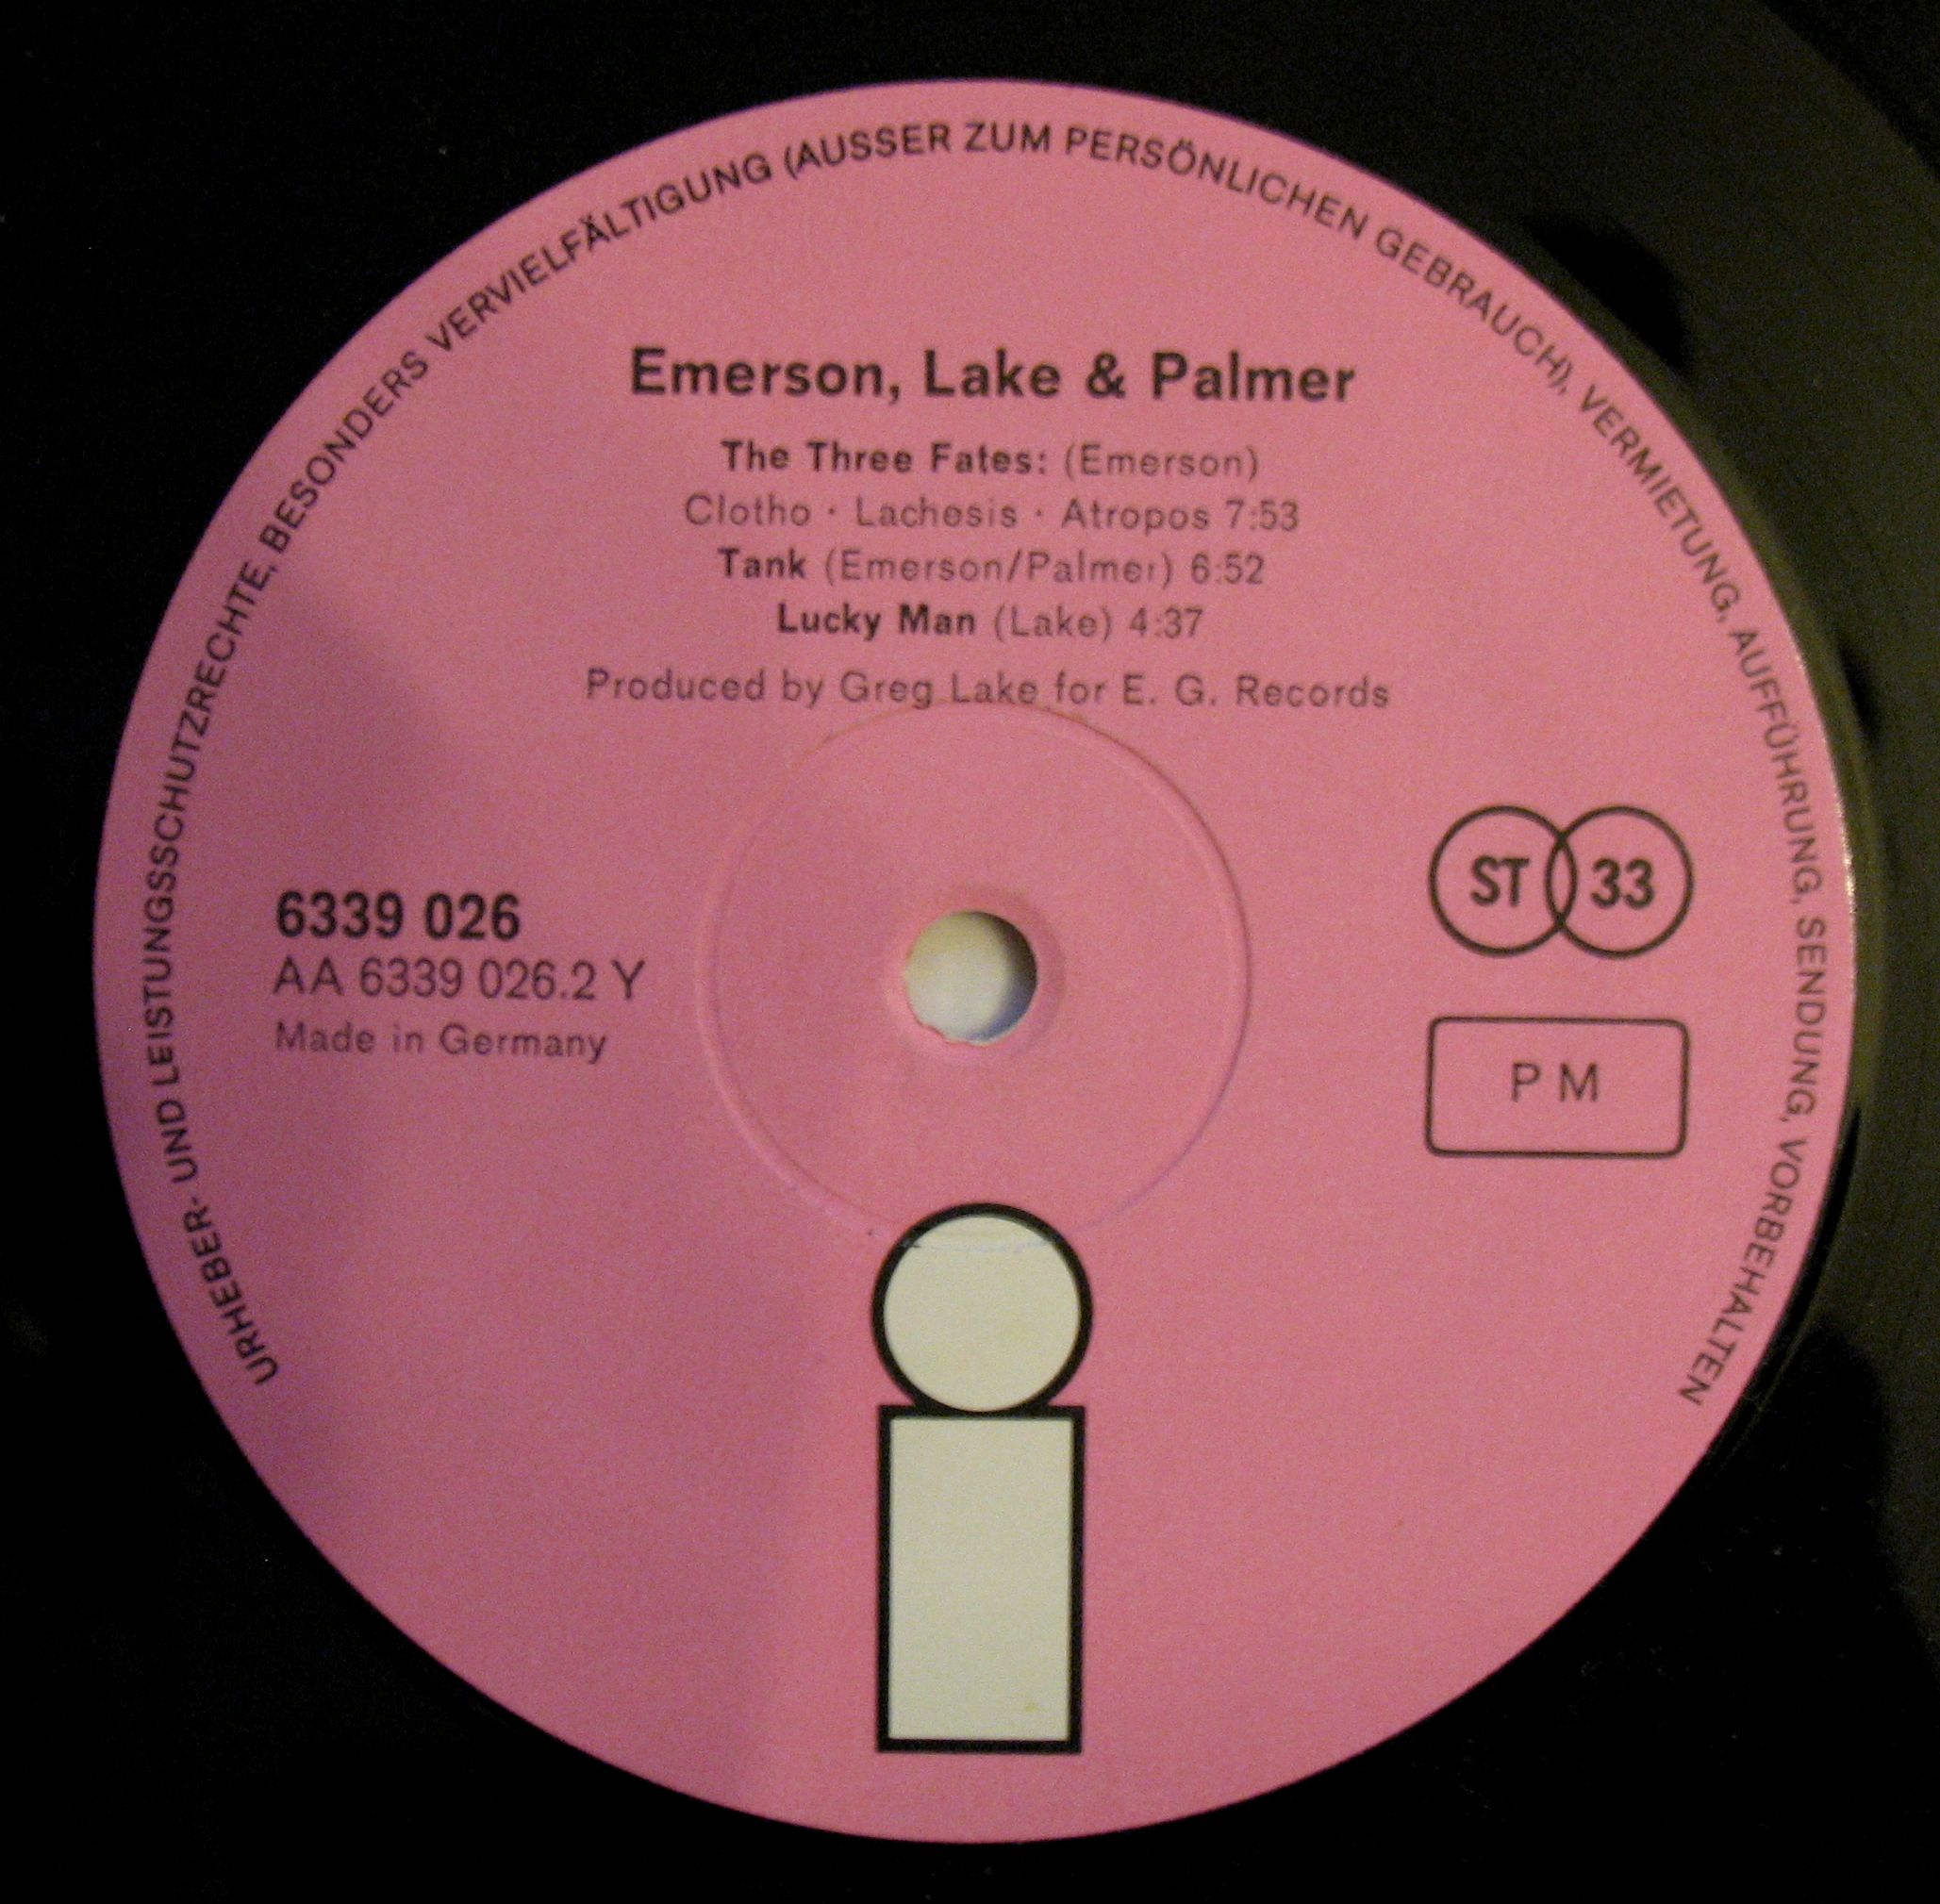 URHEBER- UND LEISTUNGSSCHUTZRECHTE, BESONDERS VERVIELFÄLTIGUNG (AUSSER ZUM PERSÖNLICHEN GEBRAUCH), VERMIETUNG, AUFFÜHRUNG, SENDUNG, VORBEHALTEN
Emerson, Lake & Palmer
The Three Fates: (Emerson)
Clotho · Lachesis · Atropos 7:53
Tank (Emerson/Palmer) 6:52
Lucky Man (Lake) 4:37
Produced by Greg Lake for E. G. Records
6339 026
AA 6339 026.2 Y
Made in Germany
ST 33
PM
i